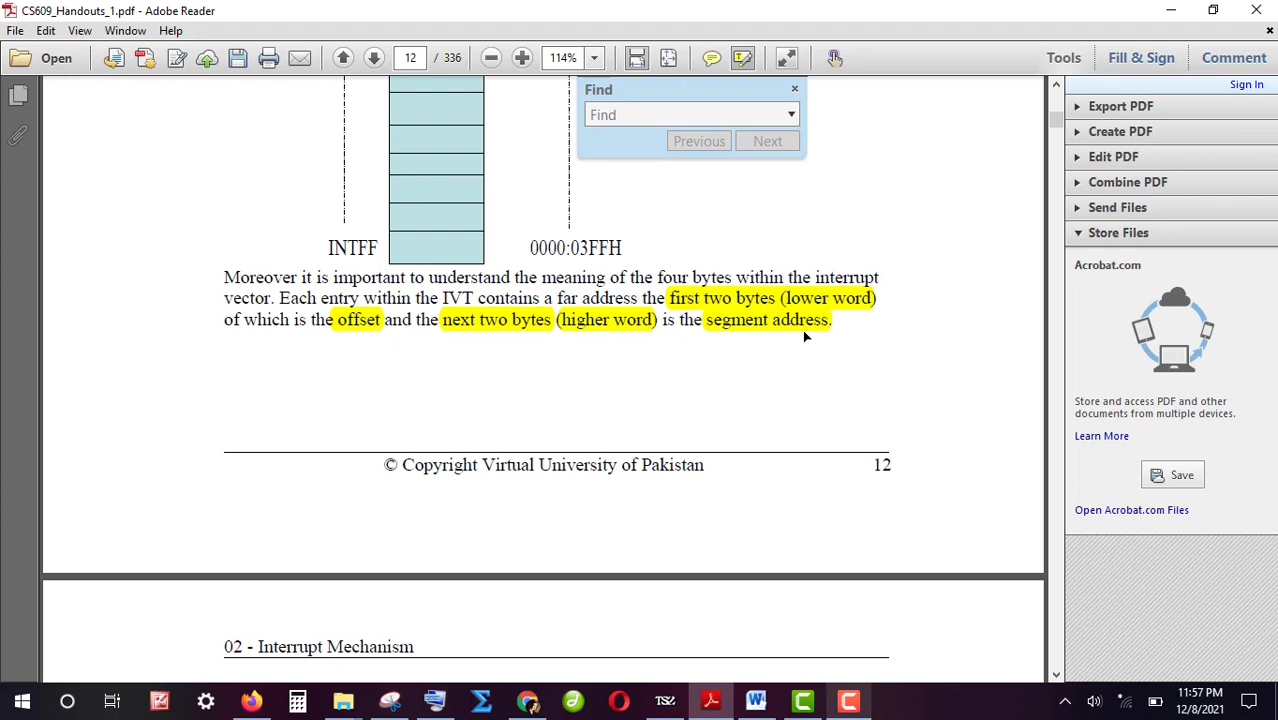 CS609_Handouts_1.pdf - Adobe Reader
File Edit View Window Help
Open 12 / 336 114% Tools Fill & Sign Comment
Sign In
Find
Find
Previous Next
Export PDF
Create PDF
Edit PDF
Combine PDF
Send Files
Store Files
Acrobat.com
Store and access PDF and other
documents from multiple devices.
Learn More
Save
Open Acrobat.com Files
INTFF 0000:03FFH
Moreover it is important to understand the meaning of the four bytes within the interrupt
vector. Each entry within the IVT contains a far address the first two bytes (lower word)
of which is the offset and the next two bytes (higher word) is the segment address.
© Copyright Virtual University of Pakistan 12
02 - Interrupt Mechanism
11:57 PM
12/8/2021